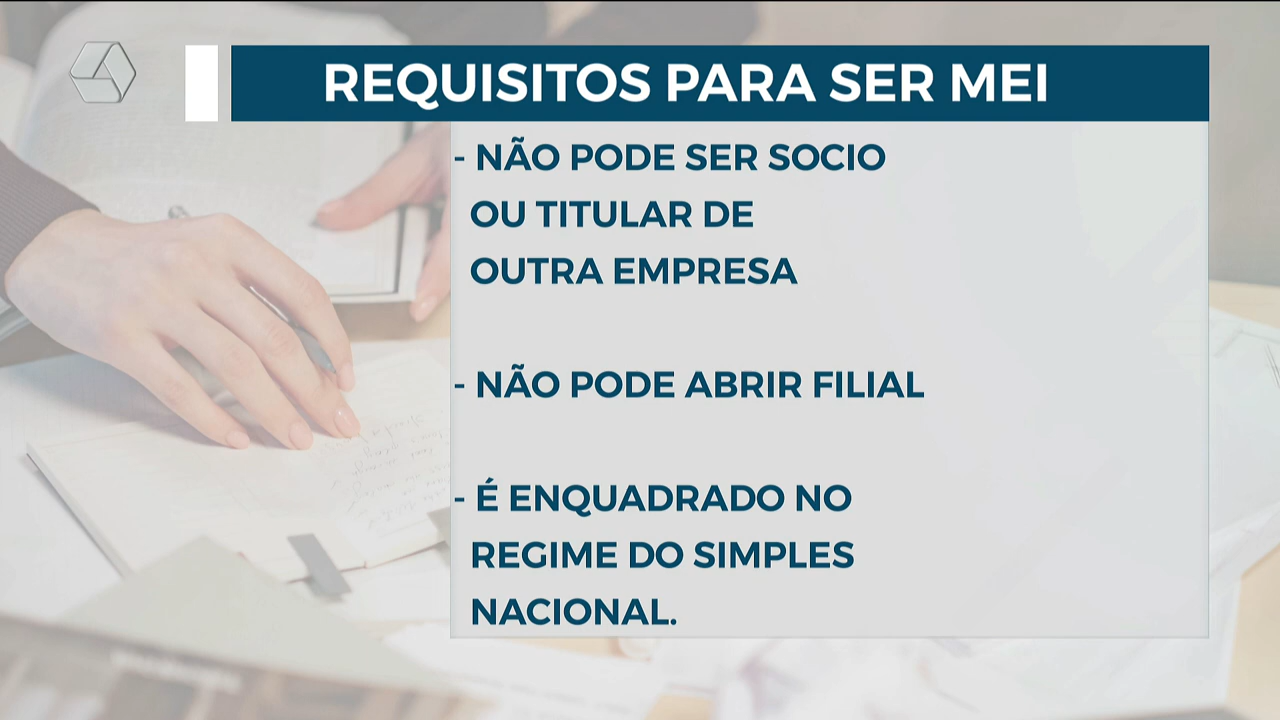 REQUISITOS PARA SER MEI
- NÃO PODE SER SOCIO
OU TITULAR DE
OUTRA EMPRESA
- NÃO PODE ABRIR FILIAL
- É ENQUADRADO NO
REGIME DO SIMPLES
NACIONAL.